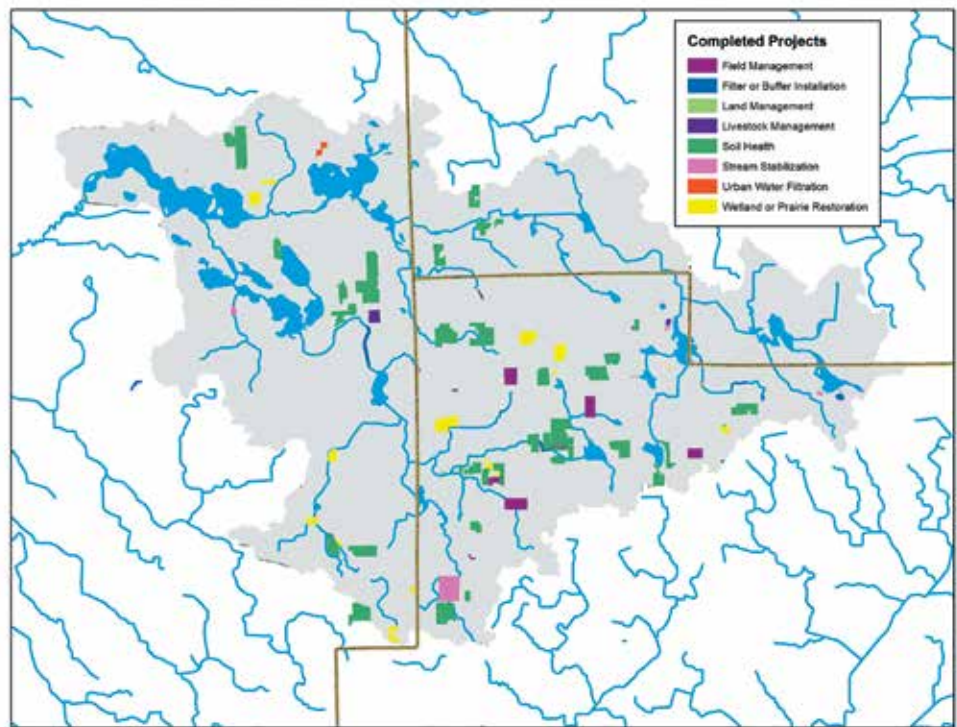 Completed Projects
Field Management
Filter or Buffer Installation
Land Management
Livestock Management
Soil Health
Stream Stabilization
Urban Water Filtration
Wetland or Prairie Restoration